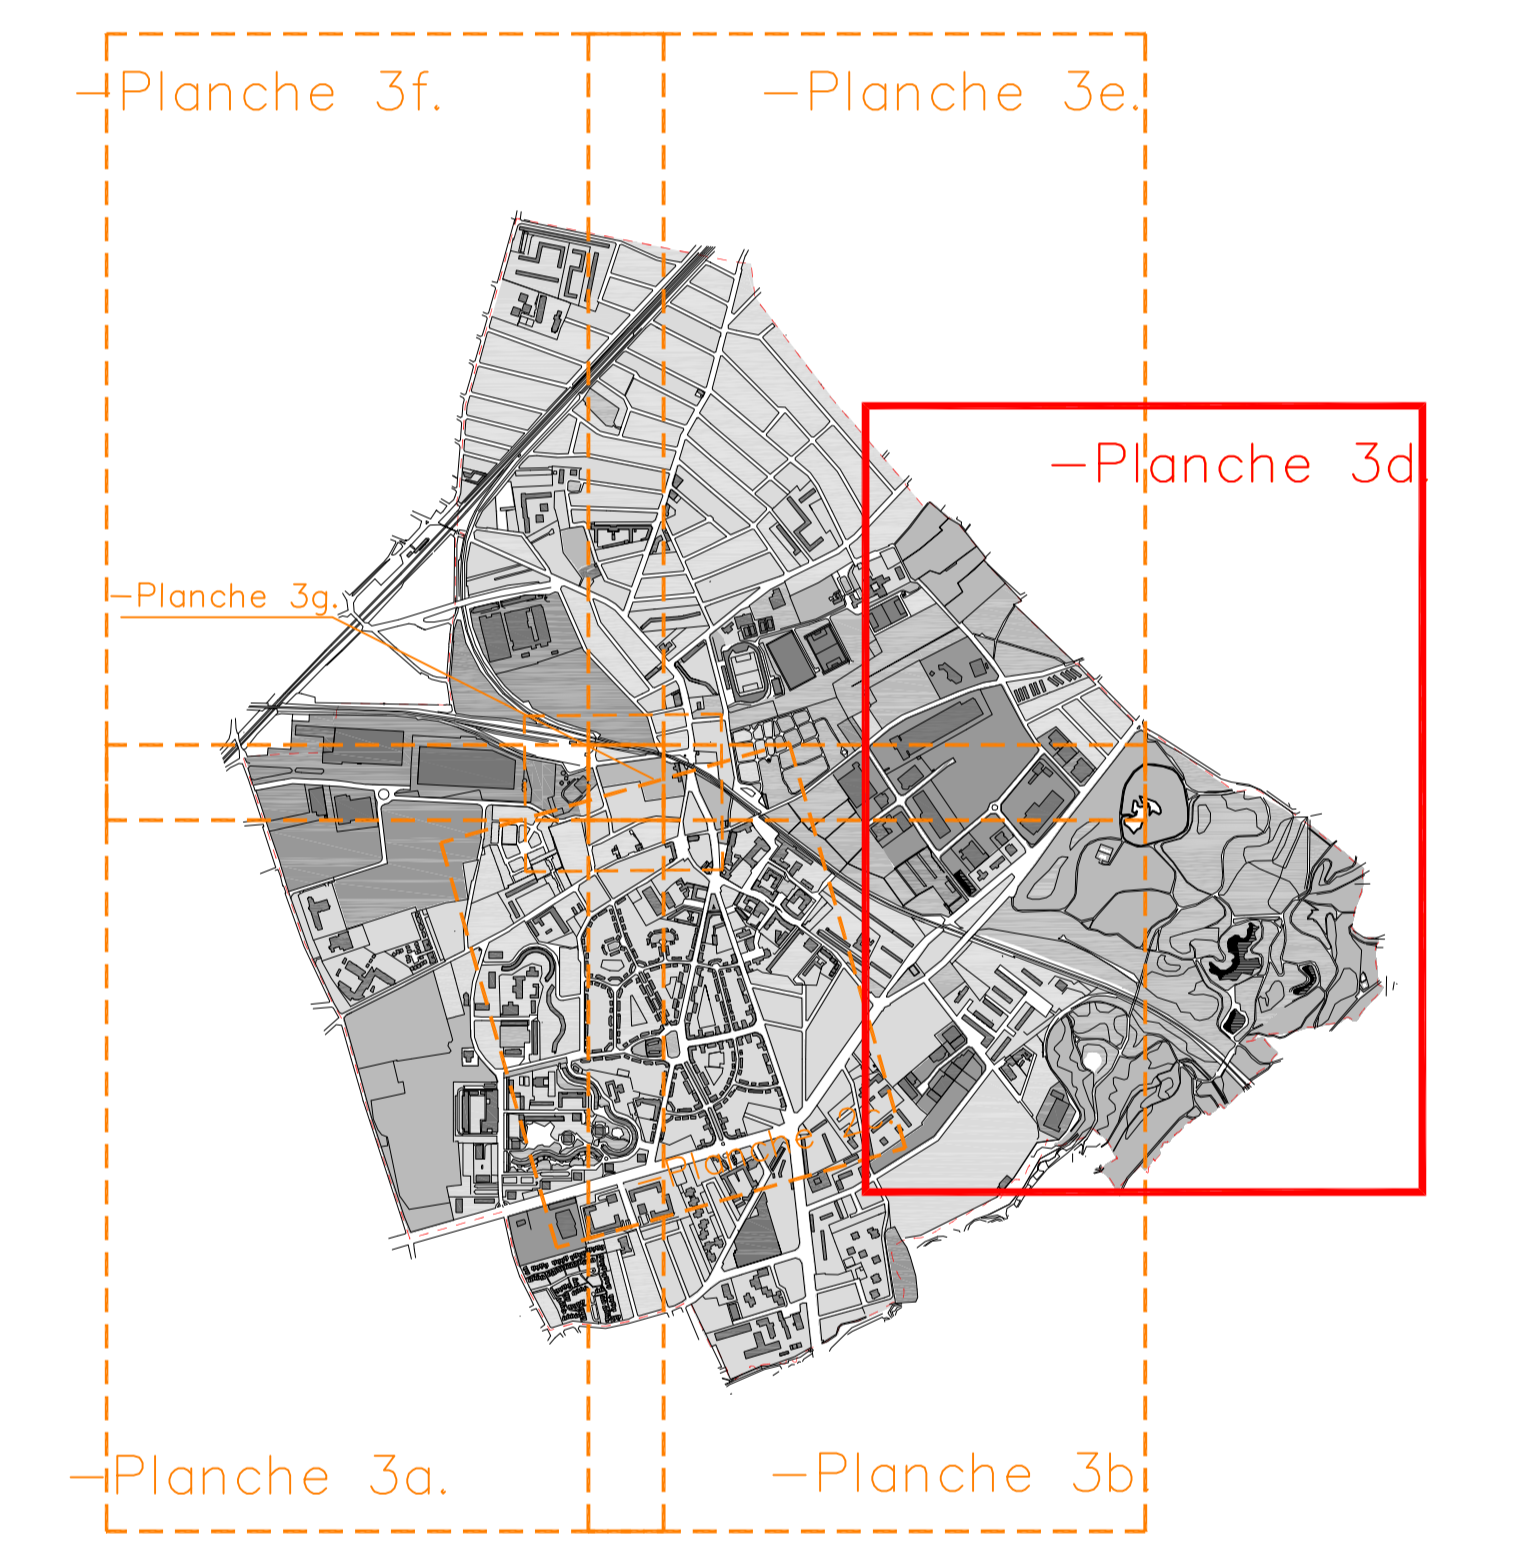 –Planche 3f.
–Planche 3e.
–Planche 3d.
–Planche 3g.
–Planche 2c.
–Planche 3a.
–Planche 3b.